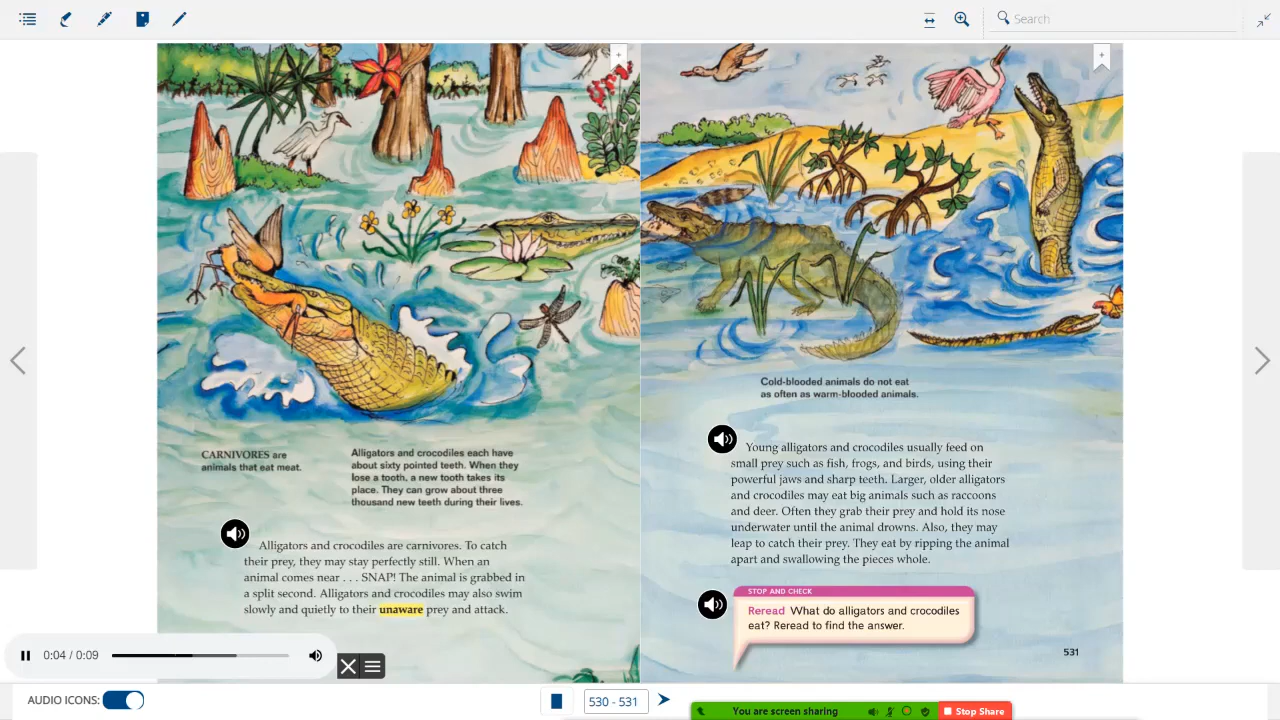 Search
CARNIVORES are
animals that eat meat.
Alligators and crocodiles each have
about sixty pointed teeth. When they
lose a tooth, a new tooth takes its
place. They can grow about three
thousand new teeth during their lives.
Alligators and crocodiles are carnivores. To catch
their prey, they may stay perfectly still. When an
animal comes near . . . SNAP! The animal is grabbed in
a split second. Alligators and crocodiles may also swim
slowly and quietly to their unaware prey and attack.
Cold-blooded animals do not eat
as often as warm-blooded animals.
Young alligators and crocodiles usually feed on
small prey such as fish, frogs, and birds, using their
powerful jaws and sharp teeth. Larger, older alligators
and crocodiles may eat big animals such as raccoons
and deer. Often they grab their prey and hold its nose
underwater until the animal drowns. Also, they may
leap to catch their prey. They eat by ripping the animal
apart and swallowing the pieces whole.
STOP AND CHECK
Reread What do alligators and crocodiles
eat? Reread to find the answer.
531
0:04 / 0:09
AUDIO ICONS:
530 - 531
You are screen sharing
Stop Share